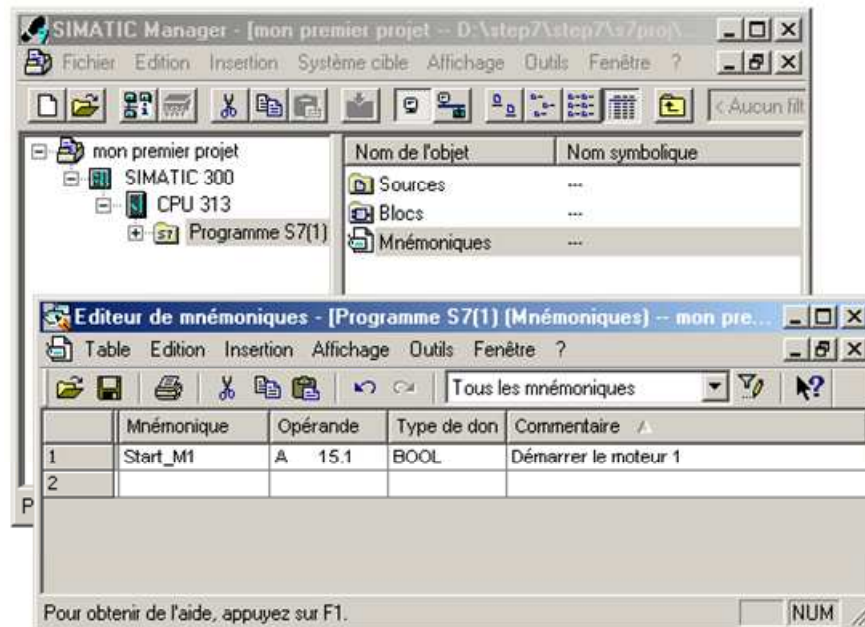 SIMATIC Manager - [mon premier projet -- D:\step7\step7\s7proj\...
Fichier Edition Insertion Système cible Affichage Outils Fenêtre ?
< Aucun filt
mon premier projet
SIMATIC 300
CPU 313
Programme S7(1)
Nom de l'objet Nom symbolique
Sources ---
Blocs ---
Mnémoniques ---
Editeur de mnémoniques - [Programme S7(1) (Mnémoniques) -- mon pre...
Table Edition Insertion Affichage Outils Fenêtre ?
Tous les mnémoniques
Mnémonique Opérande Type de don Commentaire
1 Start_M1 A 15.1 BOOL Démarrer le moteur 1
2
P
Pour obtenir de l'aide, appuyez sur F1. NUM